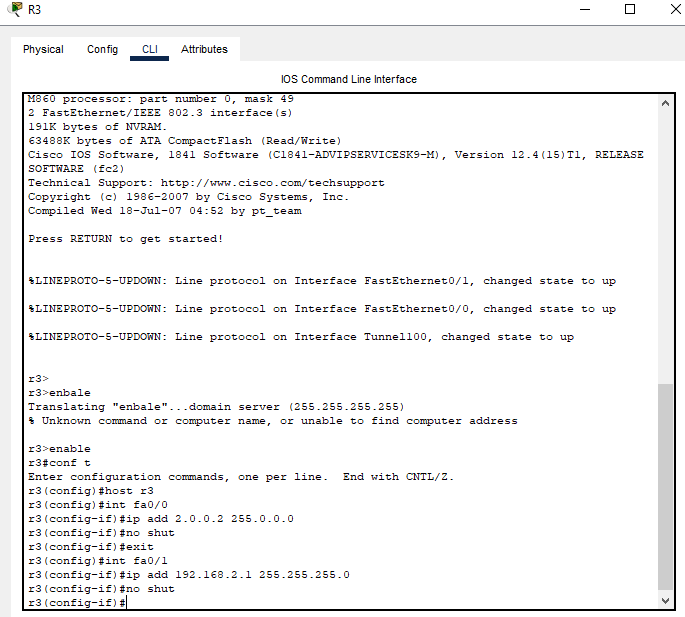 R3
Physical Config CLI Attributes
IOS Command Line Interface
M860 processor: part number 0, mask 49
2 FastEthernet/IEEE 802.3 interface(s)
191K bytes of NVRAM.
63488K bytes of ATA CompactFlash (Read/Write)
Cisco IOS Software, 1841 Software (C1841-ADVIPSERVICESK9-M), Version 12.4(15)T1, RELEASE
SOFTWARE (fc2)
Technical Support: http://www.cisco.com/techsupport
Copyright (c) 1986-2007 by Cisco Systems, Inc.
Compiled Wed 18-Jul-07 04:52 by pt_team
Press RETURN to get started!
%LINEPROTO-5-UPDOWN: Line protocol on Interface FastEthernet0/1, changed state to up
%LINEPROTO-5-UPDOWN: Line protocol on Interface FastEthernet0/0, changed state to up
%LINEPROTO-5-UPDOWN: Line protocol on Interface Tunnel100, changed state to up
r3>
r3>enbale
Translating "enbale"...domain server (255.255.255.255)
% Unknown command or computer name, or unable to find computer address
r3>enable
r3#conf t
Enter configuration commands, one per line.  End with CNTL/Z.
r3(config)#host r3
r3(config)#int fa0/0
r3(config-if)#ip add 2.0.0.2 255.0.0.0
r3(config-if)#no shut
r3(config-if)#exit
r3(config)#int fa0/1
r3(config-if)#ip add 192.168.2.1 255.255.255.0
r3(config-if)#no shut
r3(config-if)#